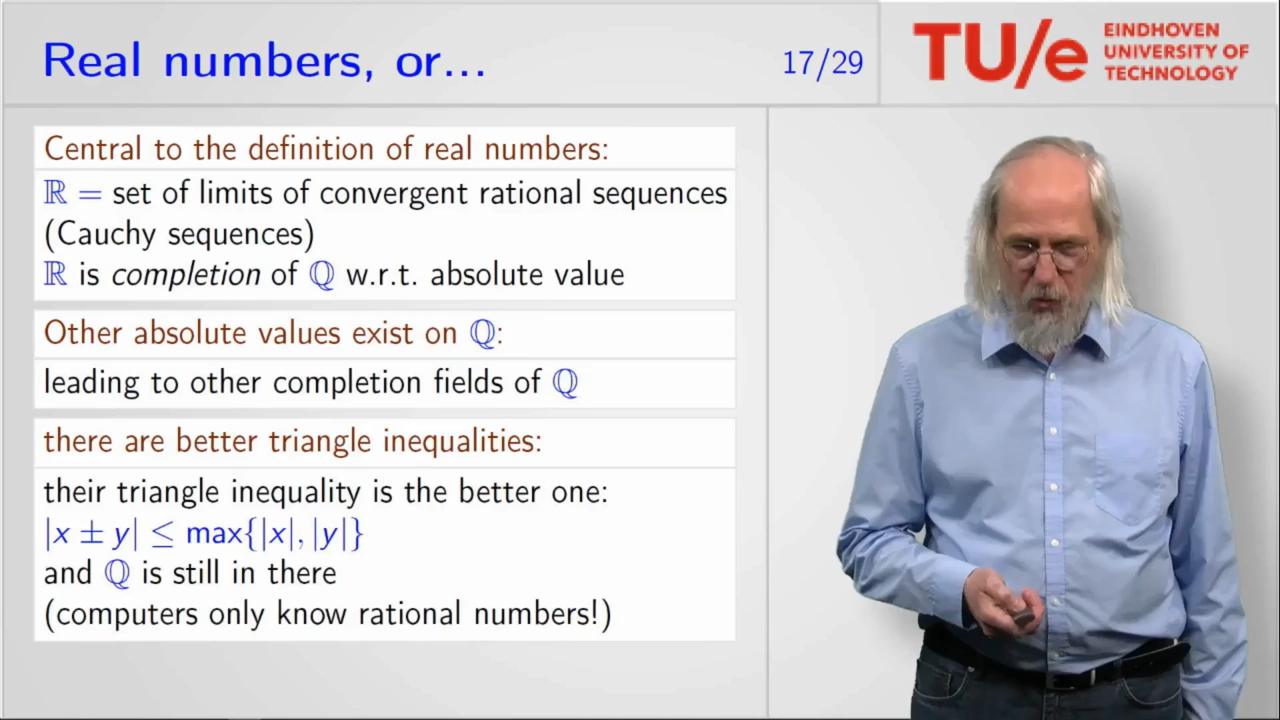 Real numbers, or...
17/29
TU/e
EINDHOVEN
UNIVERSITY OF
TECHNOLOGY
Central to the definition of real numbers:
ℝ = set of limits of convergent rational sequences
(Cauchy sequences)
ℝ is completion of ℚ w.r.t. absolute value
Other absolute values exist on ℚ:
leading to other completion fields of ℚ
there are better triangle inequalities:
their triangle inequality is the better one:
|x ± y| ≤ max{|x|, |y|}
and ℚ is still in there
(computers only know rational numbers!)